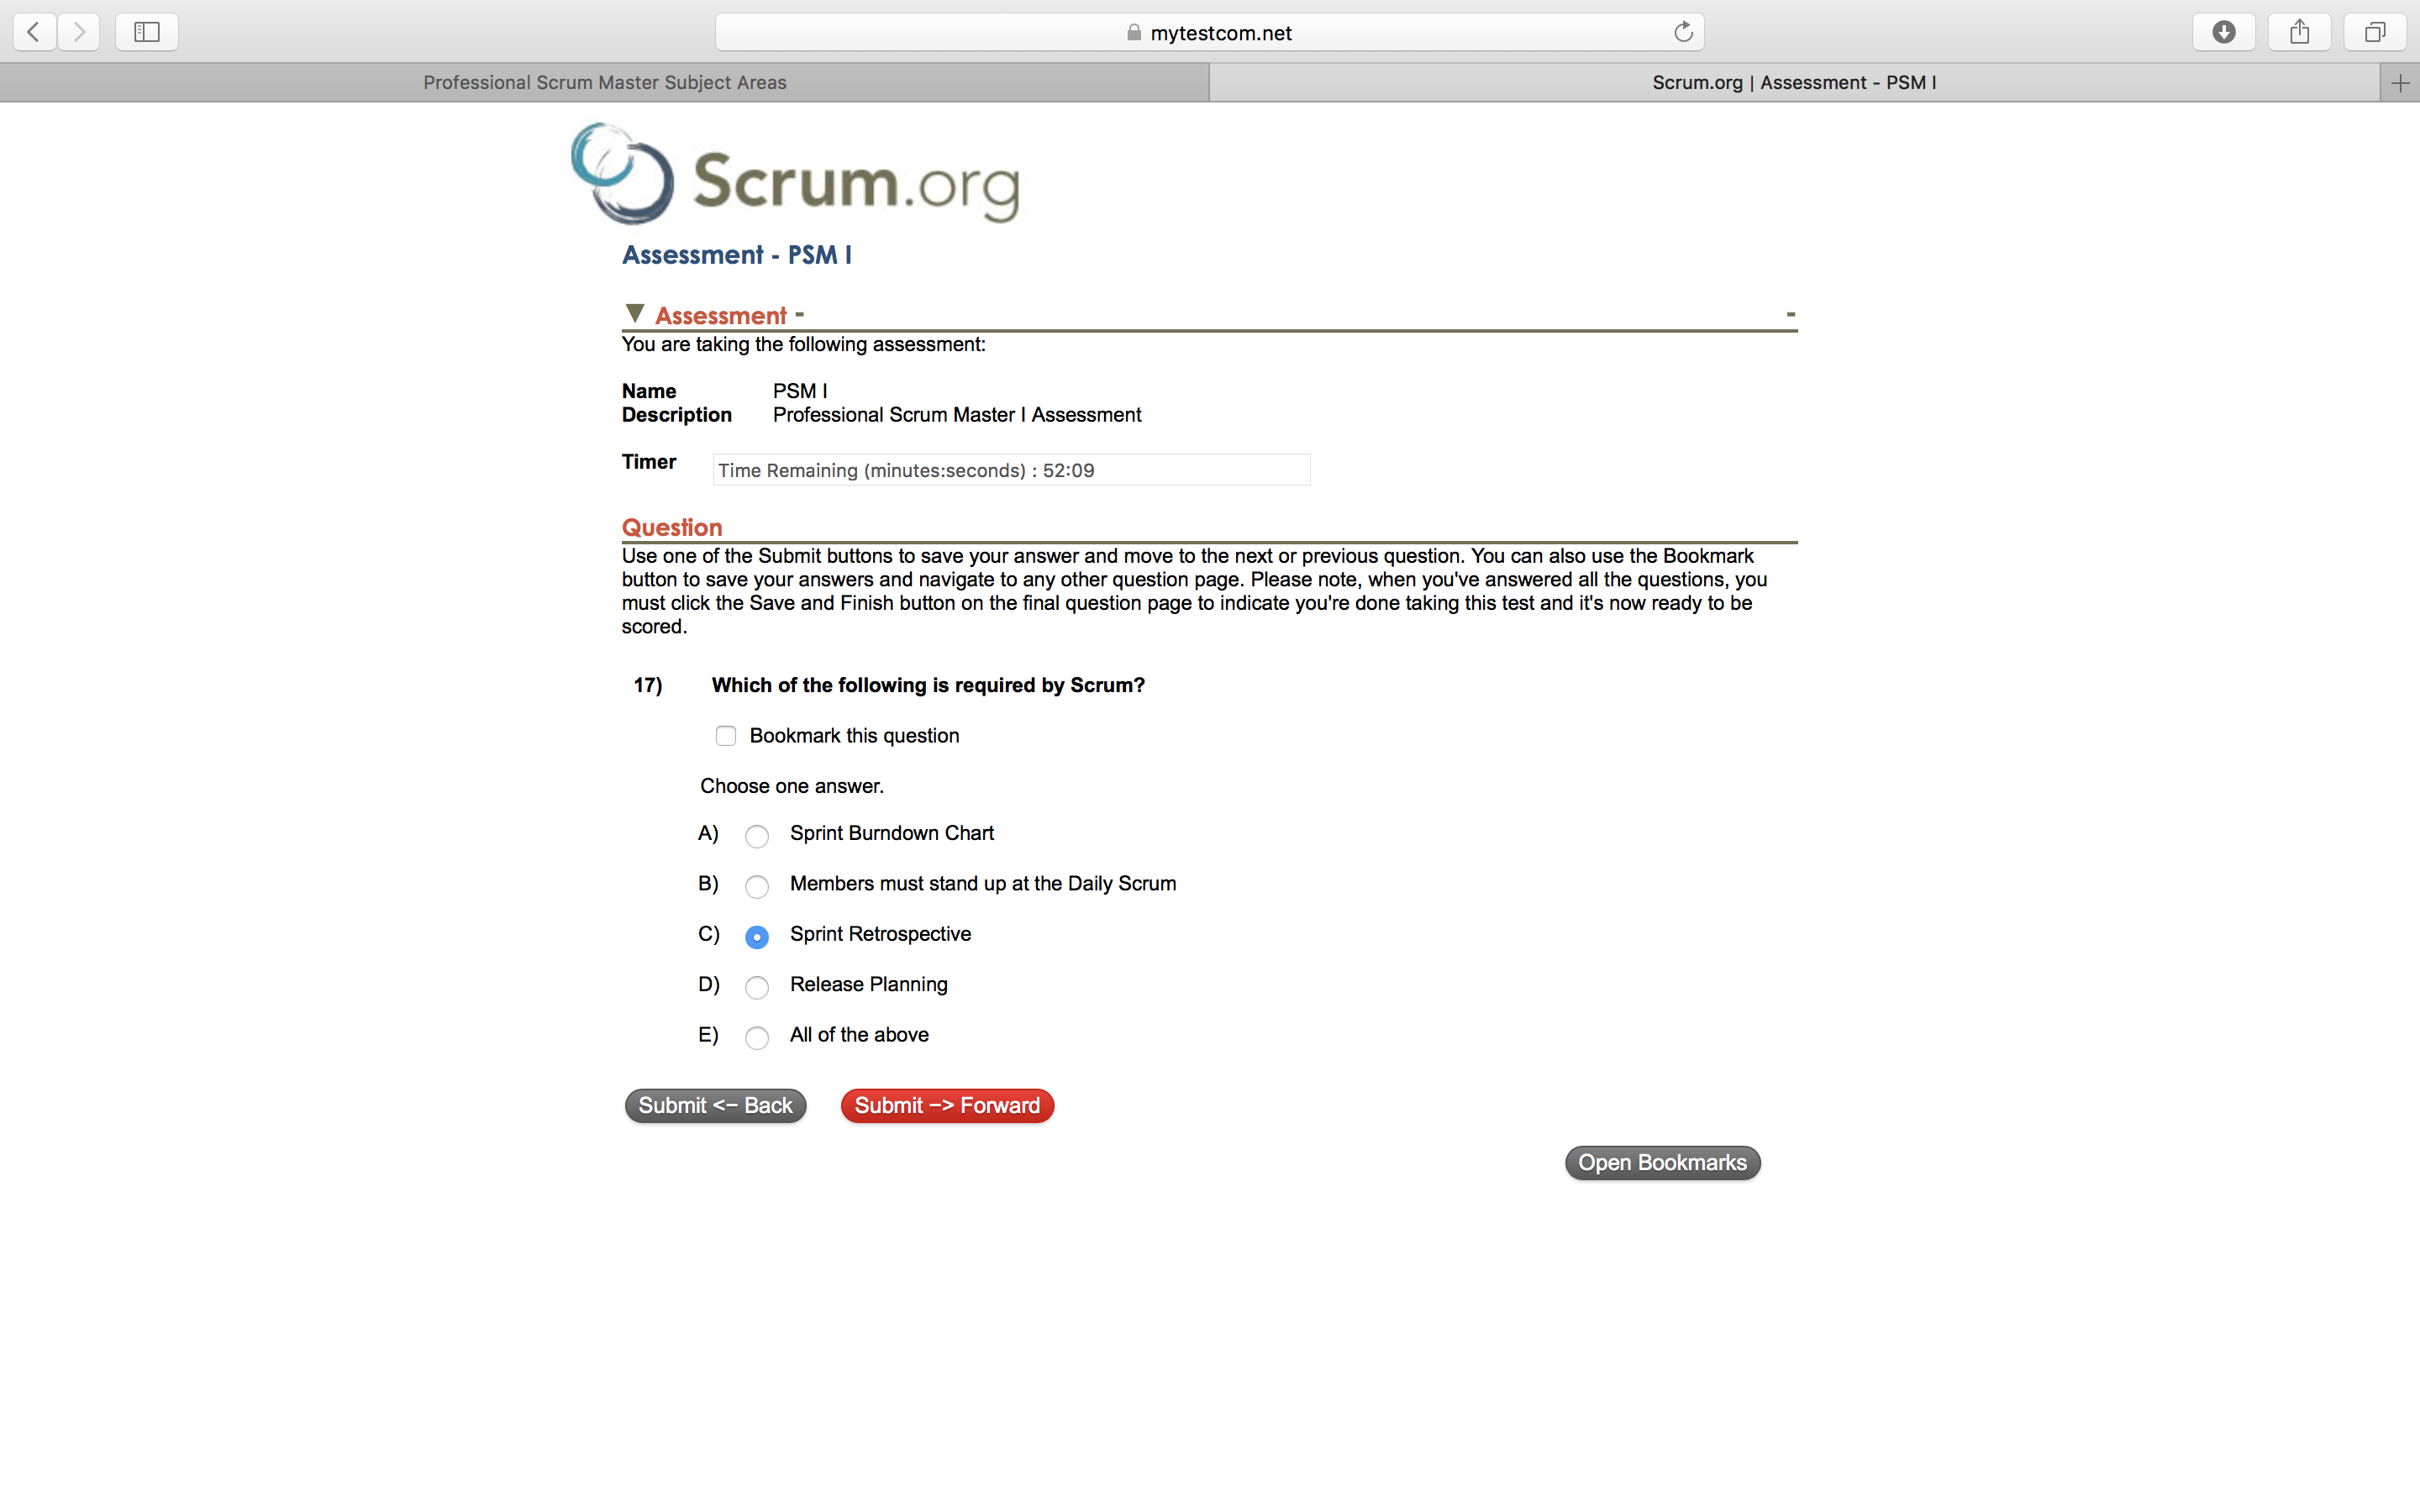 mytestcom.net
Professional Scrum Master Subject Areas
Scrum.org | Assessment - PSM I
Scrum.org
Assessment - PSM I
Assessment -
-
You are taking the following assessment:
Name PSM I
Description Professional Scrum Master I Assessment
Timer Time Remaining (minutes:seconds) : 52:09
Question
Use one of the Submit buttons to save your answer and move to the next or previous question. You can also use the Bookmark
button to save your answers and navigate to any other question page. Please note, when you've answered all the questions, you
must click the Save and Finish button on the final question page to indicate you're done taking this test and it's now ready to be
scored.
17) Which of the following is required by Scrum?
Bookmark this question
Choose one answer.
A) Sprint Burndown Chart
B) Members must stand up at the Daily Scrum
C) Sprint Retrospective
D) Release Planning
E) All of the above
Submit <- Back Submit -> Forward
Open Bookmarks